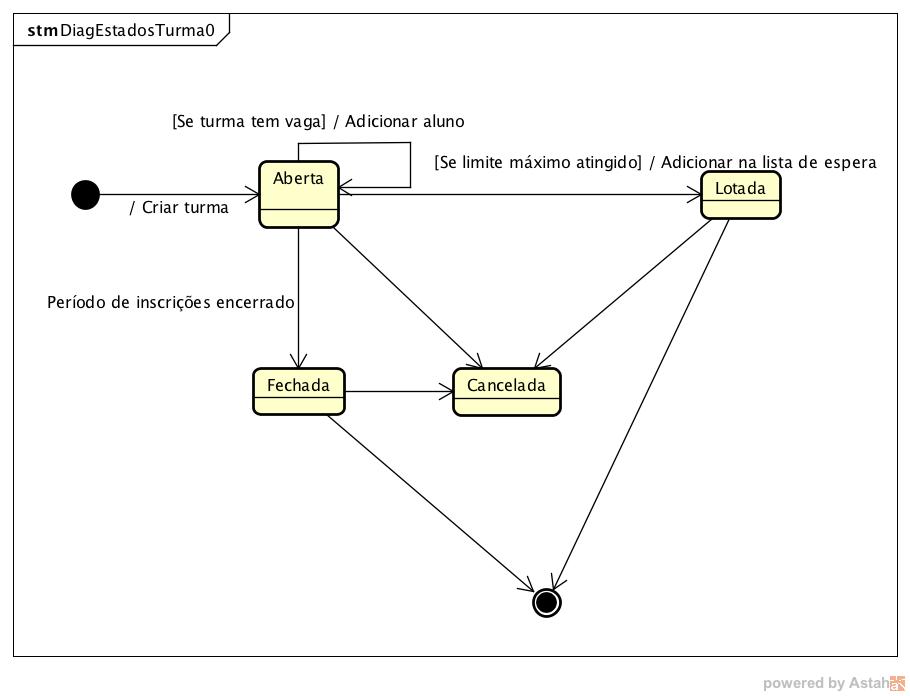 stm DiagEstadosTurma0
[Se turma tem vaga] / Adicionar aluno
[Se limite máximo atingido] / Adicionar na lista de espera
Aberta
Lotada
/ Criar turma
Período de inscrições encerrado
Fechada
Cancelada
powered by Astah